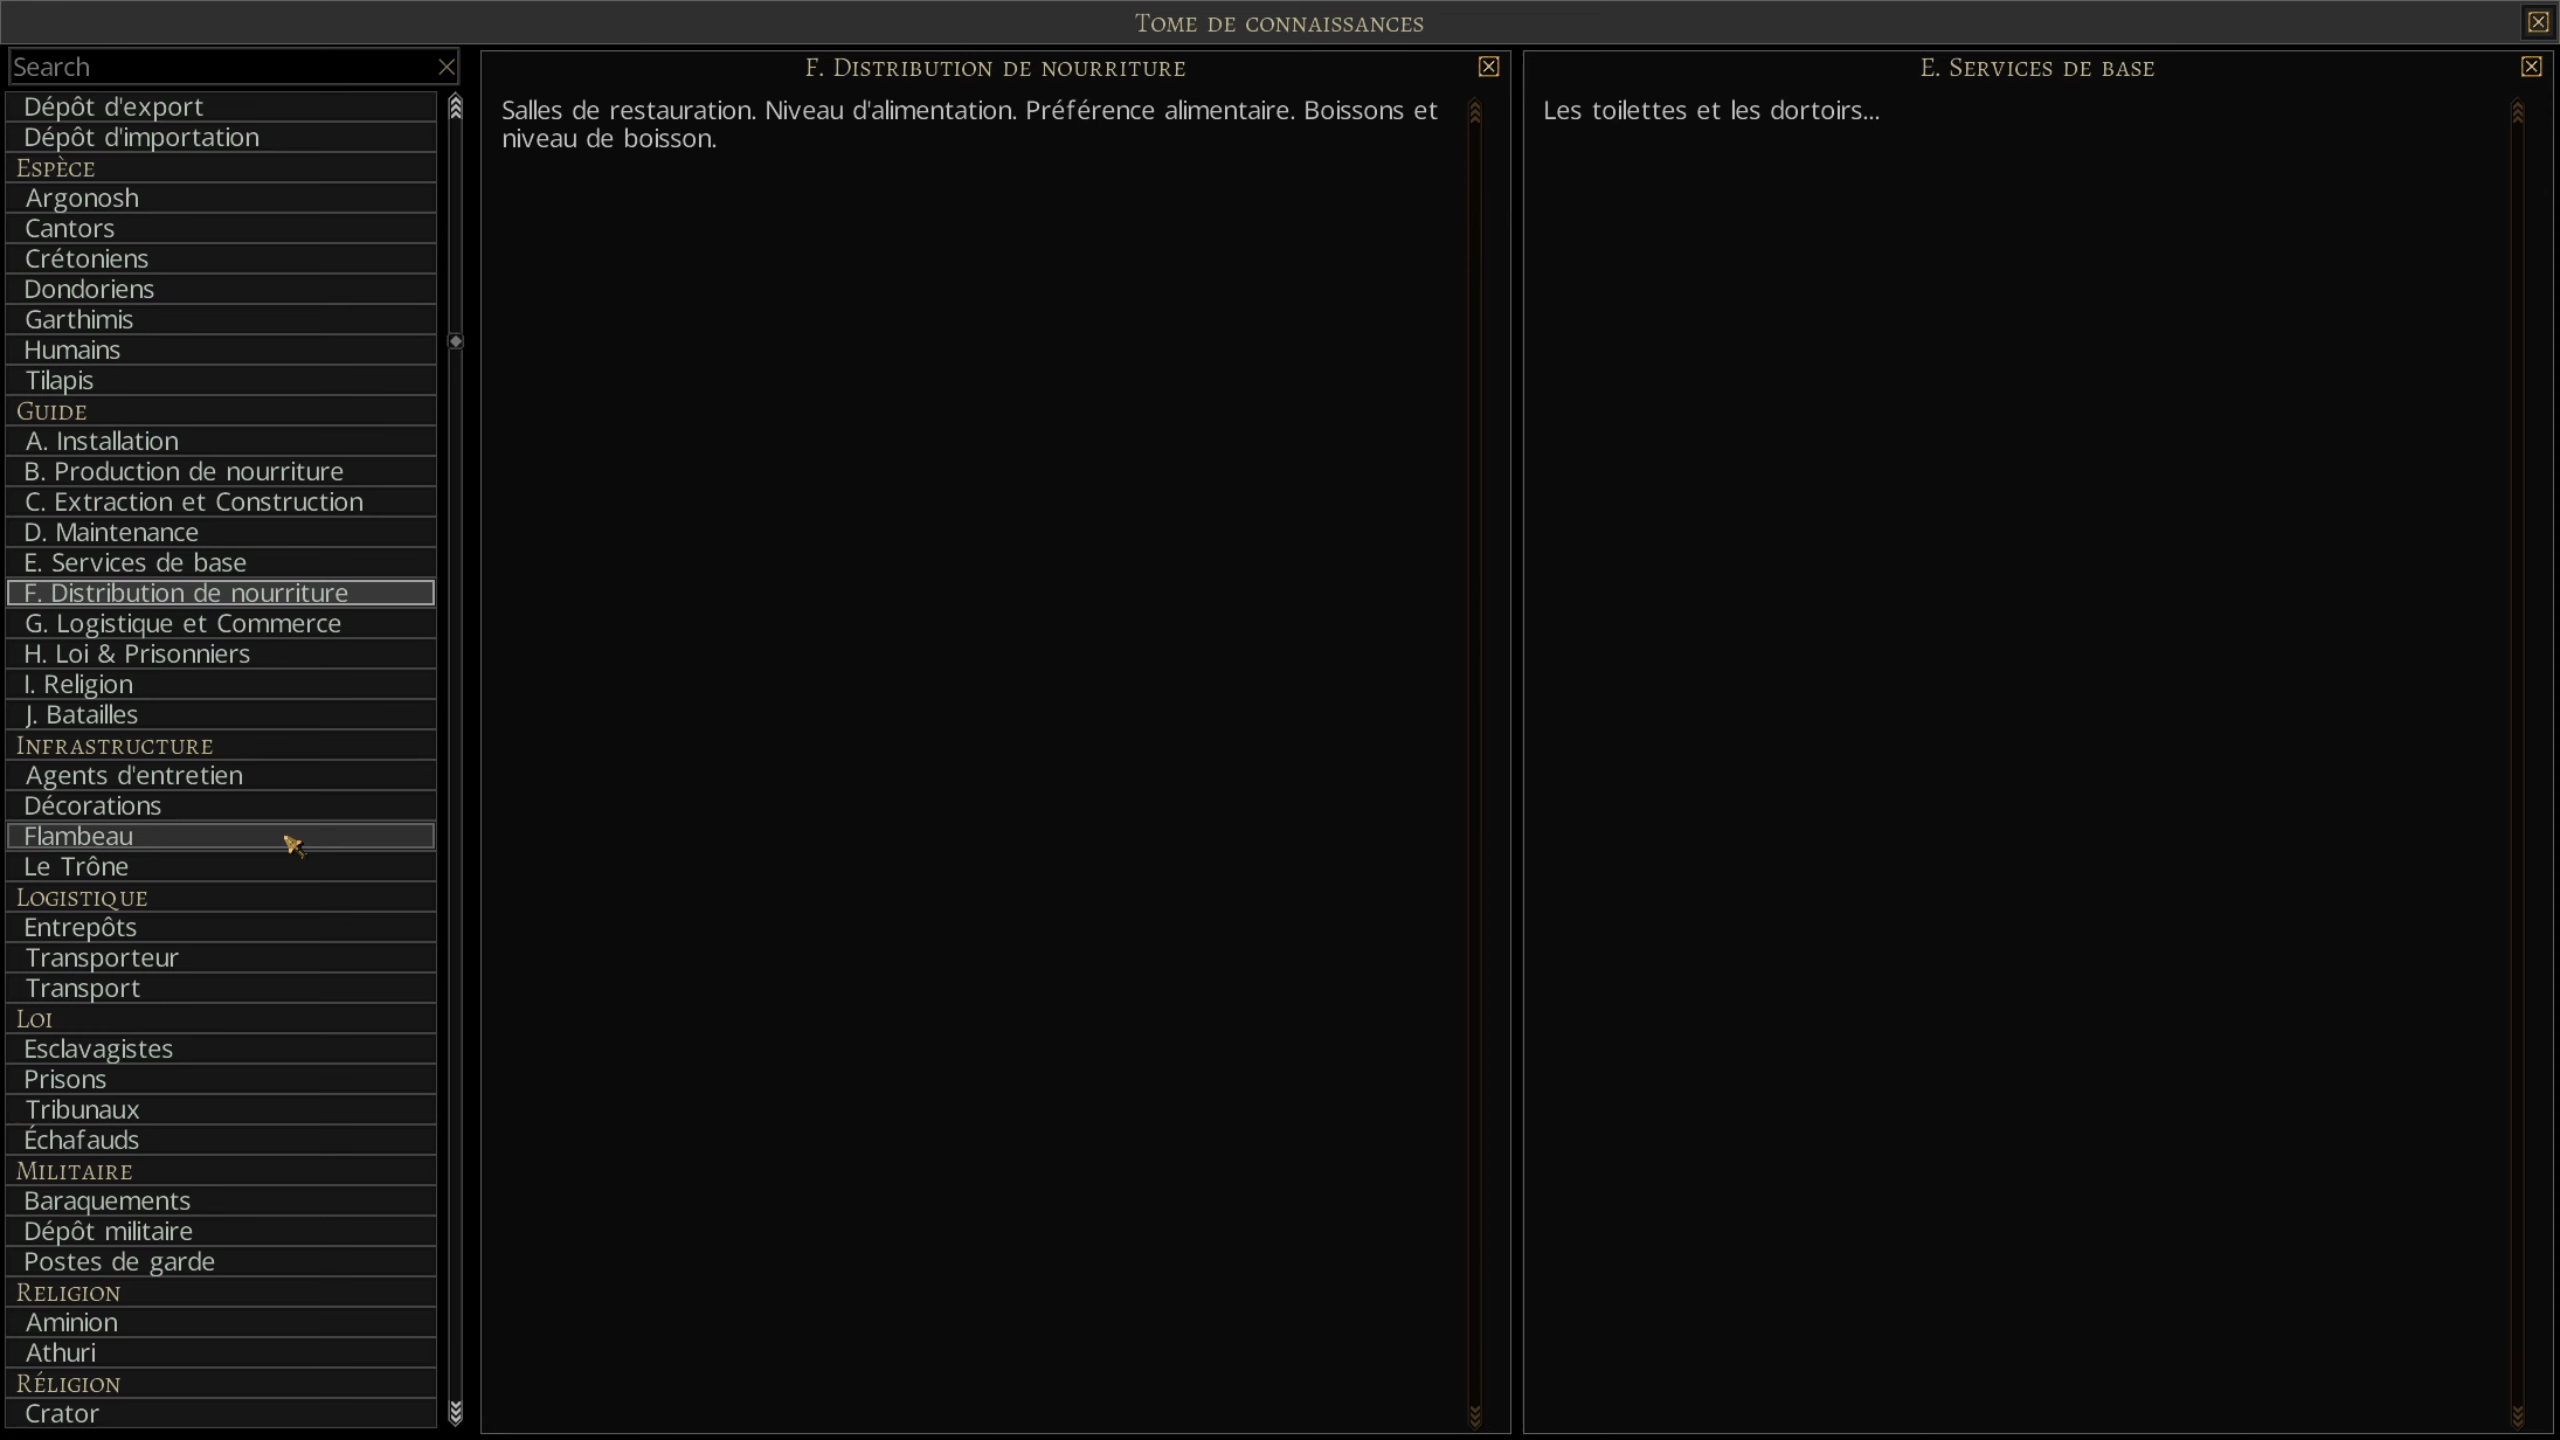 Tome de connaissances
Search
Dépôt d'export
Dépôt d'importation
Espèce
Argonosh
Cantors
Crétoniens
Dondoriens
Garthimis
Humains
Tilapis
Guide
A. Installation
B. Production de nourriture
C. Extraction et Construction
D. Maintenance
E. Services de base
F. Distribution de nourriture
G. Logistique et Commerce
H. Loi & Prisonniers
I. Religion
J. Batailles
Infrastructure
Agents d'entretien
Décorations
Flambeau
Le Trône
Logistique
Entrepôts
Transporteur
Transport
Loi
Esclavagistes
Prisons
Tribunaux
Échafauds
Militaire
Baraquements
Dépôt militaire
Postes de garde
Religion
Aminion
Athuri
Réligion
Crator
F. Distribution de nourriture
Salles de restauration. Niveau d'alimentation. Préférence alimentaire. Boissons et
niveau de boisson.
E. Services de base
Les toilettes et les dortoirs...